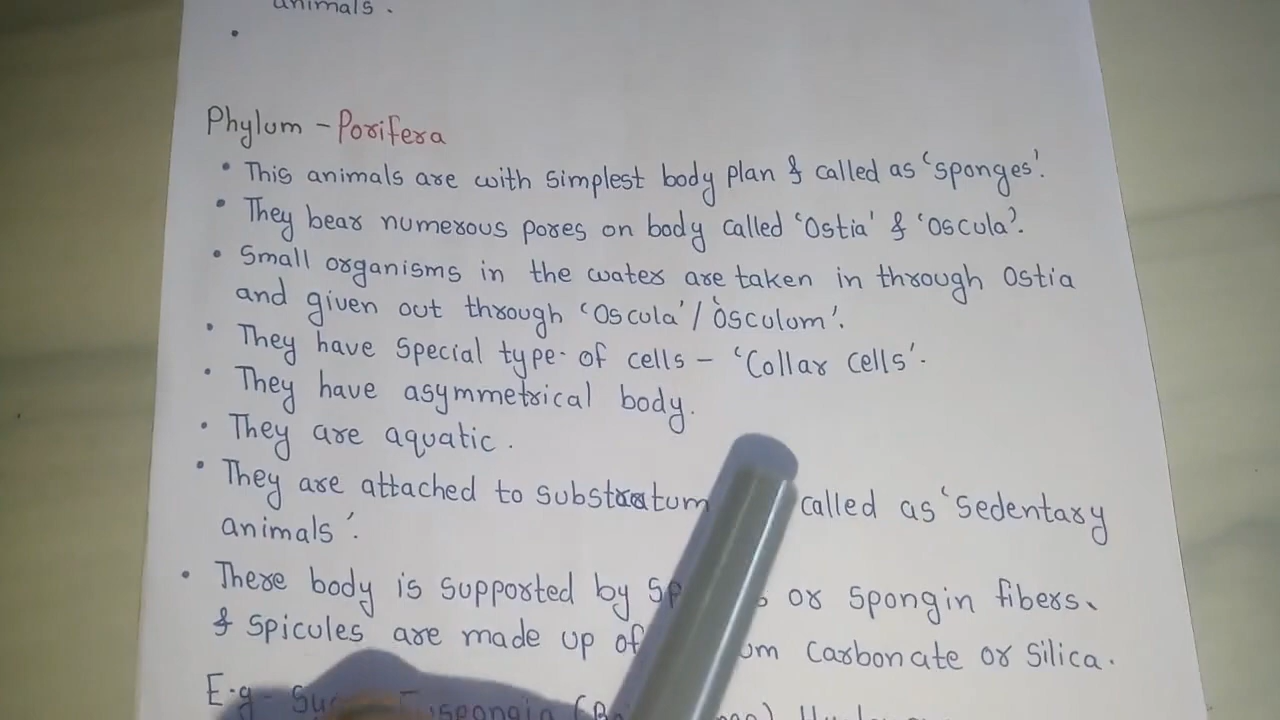 animals.
Phylum - Porifera
• This animals are with simplest body plan & called as 'sponges'.
• They bear numerous pores on body called 'Ostia' & 'Oscula'.
• Small organisms in the water are taken in through Ostia
and given out through 'Oscula' / Osculum'.
• They have special type of cells - 'Collar cells'.
• They have asymmetrical body.
• They are aquatic.
• They are attached to substratum called as 'Sedentary
animals'.
• There body is supported by or spongin fibers.
& spicules are made up of carbonate or silica.
E.g -